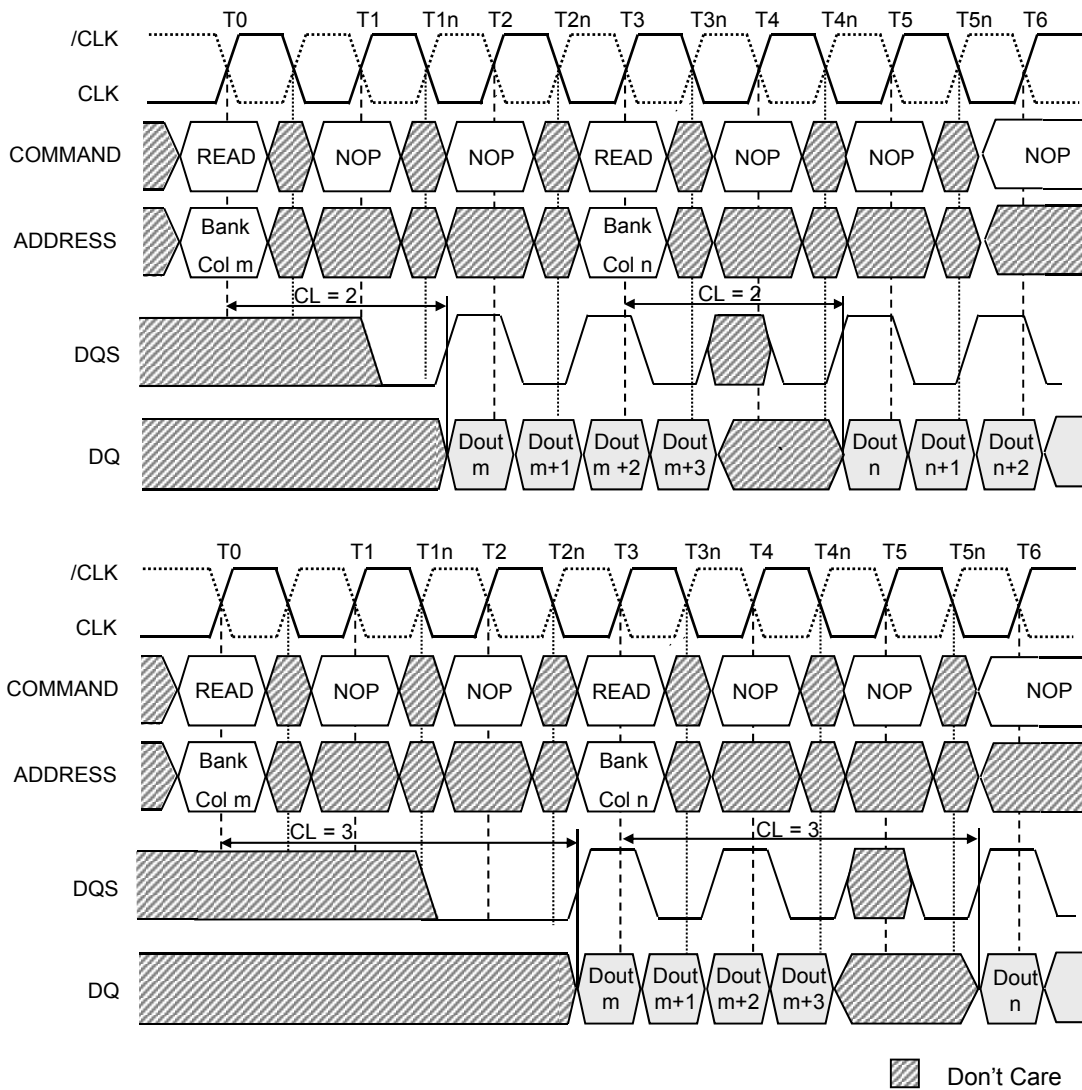 T0 T1 T1n T2 T2n T3 T3n T4 T4n T5 T5n T6
/CLK
CLK
COMMAND READ NOP NOP READ NOP NOP NOP
ADDRESS Bank Col m Bank Col n
CL = 2 CL = 2
DQS
DQ Dout m Dout m+1 Dout m +2 Dout m+3 Dout n Dout n+1 Dout n+2
T0 T1 T1n T2 T2n T3 T3n T4 T4n T5 T5n T6
/CLK
CLK
COMMAND READ NOP NOP READ NOP NOP NOP
ADDRESS Bank Col m Bank Col n
CL = 3 CL = 3
DQS
DQ Dout m Dout m+1 Dout m+2 Dout m+3 Dout n
Don't Care